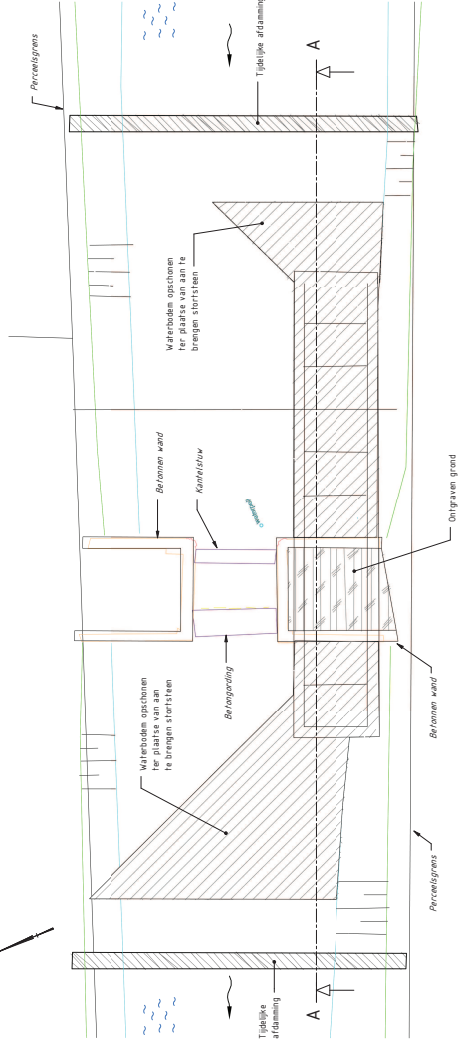 Perceelsgrens
Tijdelijke afdamming
A
Waterbodem opschonen
ter plaatse van aan te
brengen stortsteen
Betonnen wand
Kantelstuw
Ontgraven grond
Betongording
Waterbodem opschonen
ter plaatse van aan
te brengen stortsteen
Betonnen wand
Perceelsgrens
Tijdelijke
afdamming
A